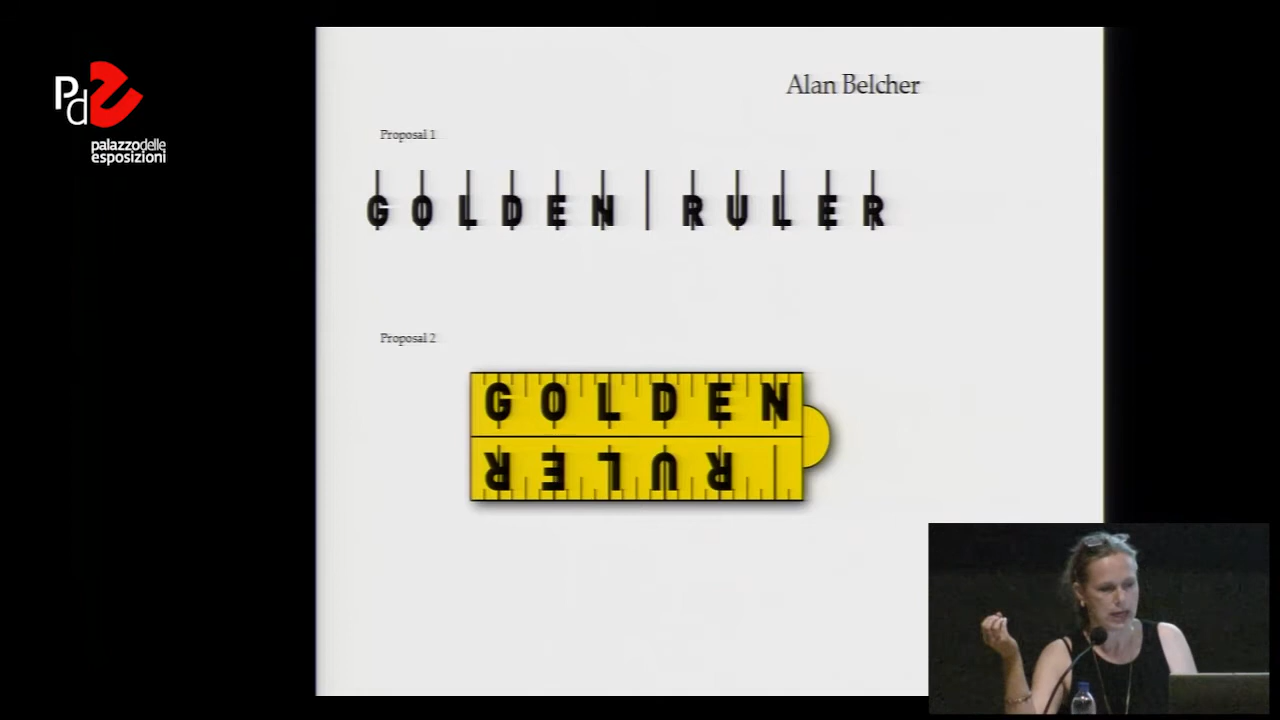 Pd
palazzodelle
esposizioni
Alan Belcher
Proposal 1
GOLDEN RULER
Proposal 2
GOLDEN
RULER